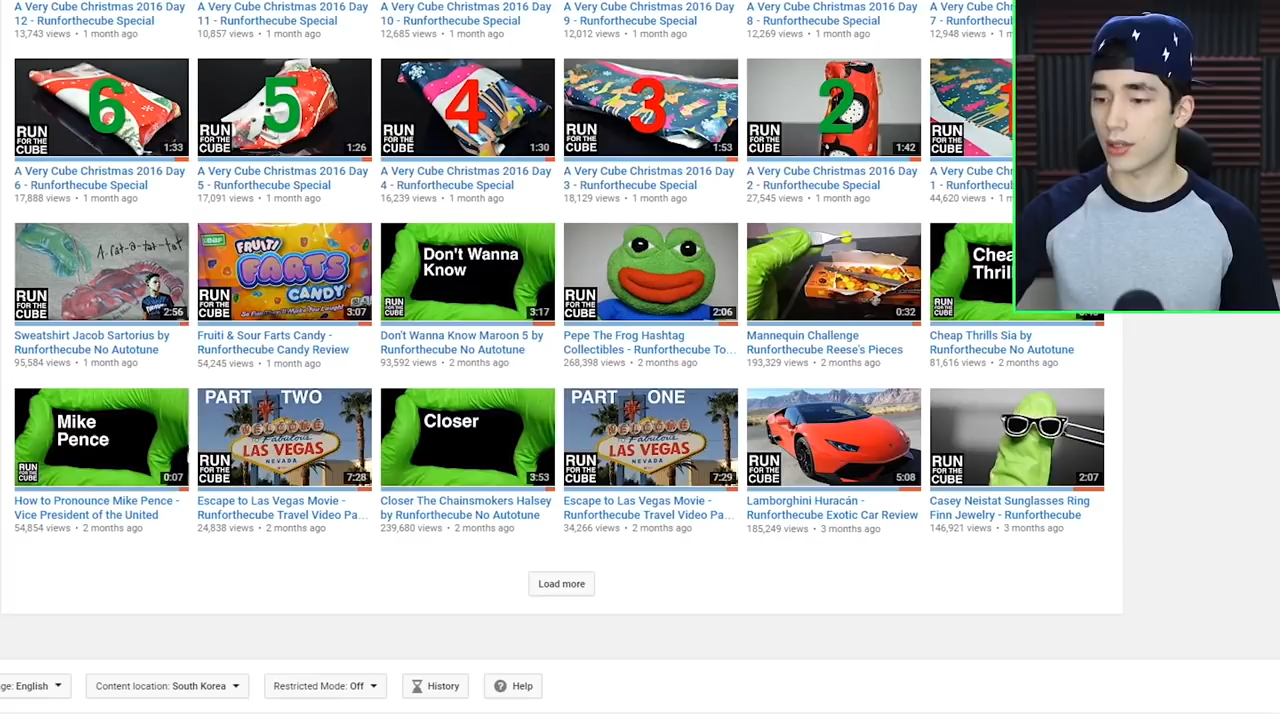 A Very Cube Christmas 2016 Day
12 - Runforthecube Special
13,743 views • 1 month ago
A Very Cube Christmas 2016 Day
11 - Runforthecube Special
10,857 views • 1 month ago
A Very Cube Christmas 2016 Day
10 - Runforthecube Special
12,685 views • 1 month ago
A Very Cube Christmas 2016 Day
9 - Runforthecube Special
12,012 views • 1 month ago
A Very Cube Christmas 2016 Day
8 - Runforthecube Special
12,269 views • 1 month ago
A Very Cube Chri
7 - Runforthecub
12,948 views • 1 m
6
RUN
FOR THE
CUBE
1:33
5
RUN
FOR THE
CUBE
1:26
4
RUN
FOR THE
CUBE
1:30
3
RUN
FOR THE
CUBE
1:53
2
RUN
FOR THE
CUBE
1:42
RUN
FOR THE
CUBE
A Very Cube Christmas 2016 Day
6 - Runforthecube Special
17,888 views • 1 month ago
A Very Cube Christmas 2016 Day
5 - Runforthecube Special
17,091 views • 1 month ago
A Very Cube Christmas 2016 Day
4 - Runforthecube Special
16,239 views • 1 month ago
A Very Cube Christmas 2016 Day
3 - Runforthecube Special
18,129 views • 1 month ago
A Very Cube Christmas 2016 Day
2 - Runforthecube Special
27,545 views • 1 month ago
A Very Cube Chri
1 - Runforthecub
44,620 views • 1 m
A-rat-a-tat-tat
RUN
FOR THE
CUBE
2:56
FRUITI
FARTS
CANDY
RUN
FOR THE
CUBE
3:07
Don't Wanna
Know
RUN
FOR THE
CUBE
3:17
RUN
FOR THE
CUBE
2:06
RUN
FOR THE
CUBE
0:32
Chea
Thril
RUN
FOR THE
CUBE
Sweatshirt Jacob Sartorius by
Runforthecube No Autotune
95,584 views • 1 month ago
Fruiti & Sour Farts Candy -
Runforthecube Candy Review
54,245 views • 1 month ago
Don't Wanna Know Maroon 5 by
Runforthecube No Autotune
93,592 views • 2 months ago
Pepe The Frog Hashtag
Collectibles - Runforthecube To...
268,398 views • 2 months ago
Mannequin Challenge
Runforthecube Reese's Pieces
193,329 views • 2 months ago
Cheap Thrills Sia by
Runforthecube No Autotune
81,616 views • 2 months ago
Mike
Pence
RUN
FOR THE
CUBE
0:07
PART TWO
WELCOME
TO Fabulous
LAS VEGAS
NEVADA
RUN
FOR THE
CUBE
7:28
Closer
RUN
FOR THE
CUBE
3:53
PART ONE
WELCOME
TO Fabulous
LAS VEGAS
NEVADA
RUN
FOR THE
CUBE
7:29
RUN
FOR THE
CUBE
5:08
RUN
FOR THE
CUBE
2:07
How to Pronounce Mike Pence -
Vice President of the United
54,854 views • 2 months ago
Escape to Las Vegas Movie -
Runforthecube Travel Video Pa...
24,838 views • 2 months ago
Closer The Chainsmokers Halsey
by Runforthecube No Autotune
239,680 views • 2 months ago
Escape to Las Vegas Movie -
Runforthecube Travel Video Pa...
34,266 views • 2 months ago
Lamborghini Huracán -
Runforthecube Exotic Car Review
185,249 views • 3 months ago
Casey Neistat Sunglasses Ring
Finn Jewelry - Runforthecube
146,921 views • 3 months ago
Load more
ge: English
Content location: South Korea
Restricted Mode: Off
History
Help